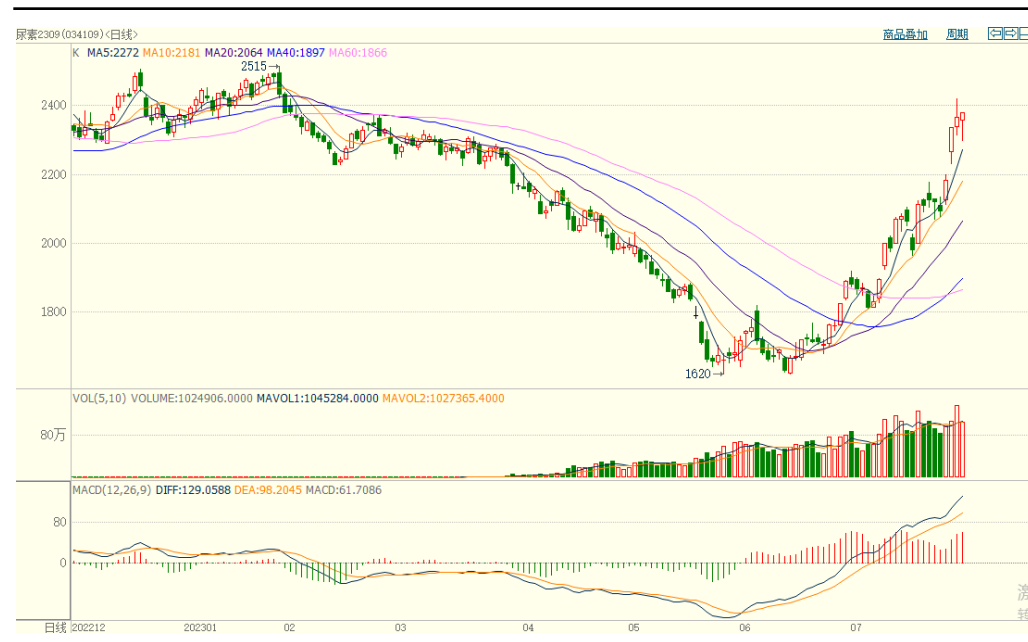 尿素2309(034109)<日线>
商品叠加 周期
K MA5:2272 MA10:2181 MA20:2064 MA40:1897 MA60:1866
2515→
2400
2200
2000
1800
1620→
VOL(5,10) VOLUME:1024906.0000 MAVOL1:1045284.0000 MAVOL2:1027365.4000
80万
MACD(12,26,9) DIFF:129.0588 DEA:98.2045 MACD:61.7086
80
0
日线 202212 202301 02 03 04 05 06 07